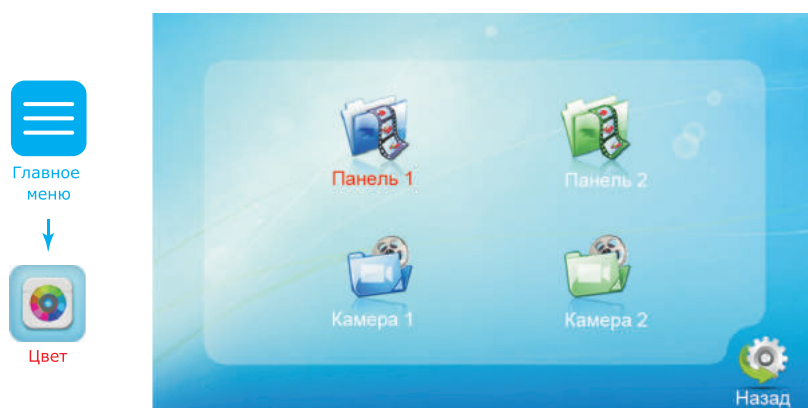 Главное
меню
Цвет
Панель 1
Панель 2
Камера 1
Камера 2
Назад